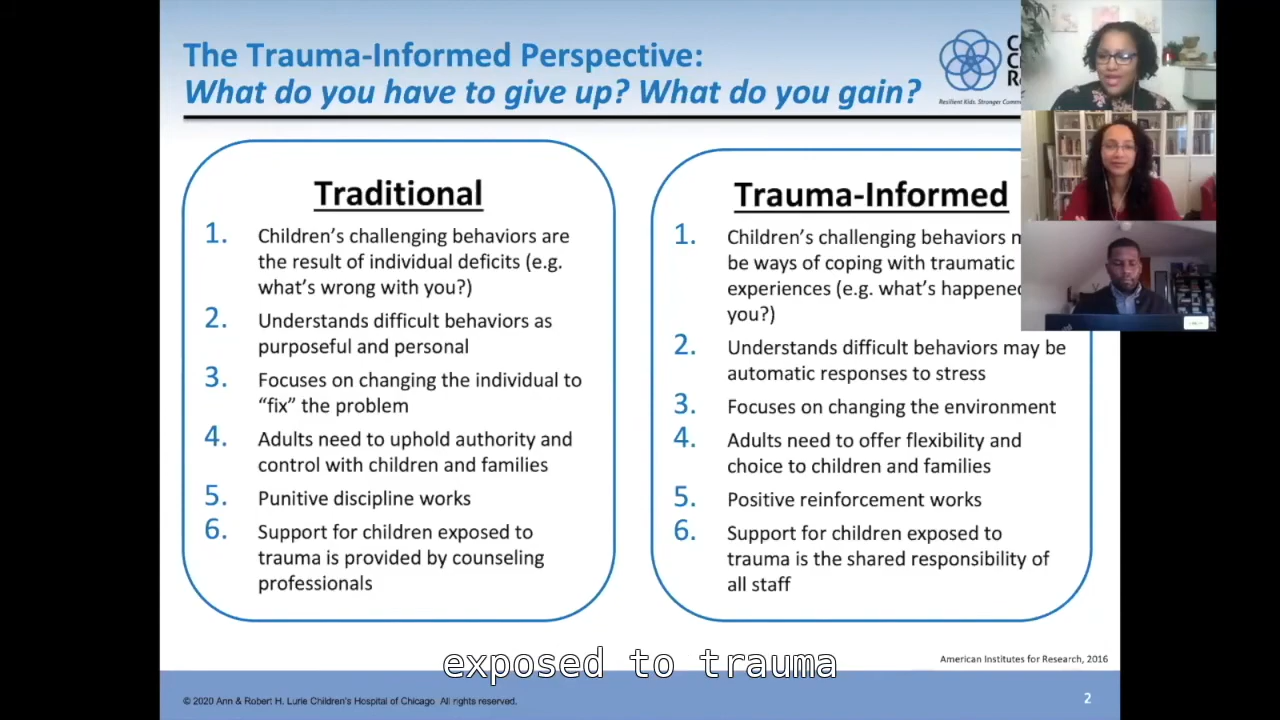 The Trauma-Informed Perspective:
What do you have to give up? What do you gain?
Resilient Kids. Stronger
Traditional
1. Children’s challenging behaviors are
the result of individual deficits (e.g.
what’s wrong with you?)
2. Understands difficult behaviors as
purposeful and personal
3. Focuses on changing the individual to
“fix” the problem
4. Adults need to uphold authority and
control with children and families
5. Punitive discipline works
6. Support for children exposed to
trauma is provided by counseling
professionals
Trauma-Informed
1. Children’s challenging behaviors
be ways of coping with traumatic
experiences (e.g. what’s happened
you?)
2. Understands difficult behaviors may be
automatic responses to stress
3. Focuses on changing the environment
4. Adults need to offer flexibility and
choice to children and families
5. Positive reinforcement works
6. Support for children exposed to
trauma is the shared responsibility of
all staff
exposed to trauma
American Institutes for Research, 2016
© 2020 Ann & Robert H. Lurie Children’s Hospital of Chicago All rights reserved.
2